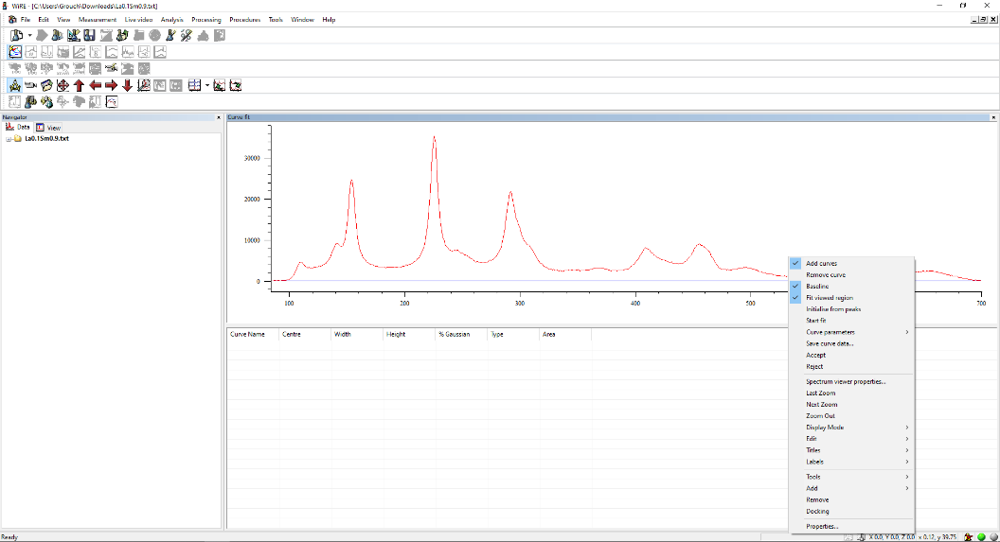 WiRE - [C:\Users\Grouch\Downloads\La0.1Sm0.9.txt]
File Edit View Measurement Live video Analysis Processing Procedures Tools Window Help
Navigator
Curve fit
Data View
La0.1Sm0.9.txt
30000
20000
10000
0
100 200 300 400 500 700
Curve Name Centre Width Height % Gaussian Type Area
Add curves
Remove curve
Baseline
Fit viewed region
Initialise from peaks
Start fit
Curve parameters
Save curve data...
Accept
Reject
Spectrum viewer properties...
Last Zoom
Next Zoom
Zoom Out
Display Mode
Edit
Titles
Labels
Tools
Add
Remove
Docking
Properties...
Ready
X 0.0, Y 0.0, Z 0.0 x 0.12, y 39.75